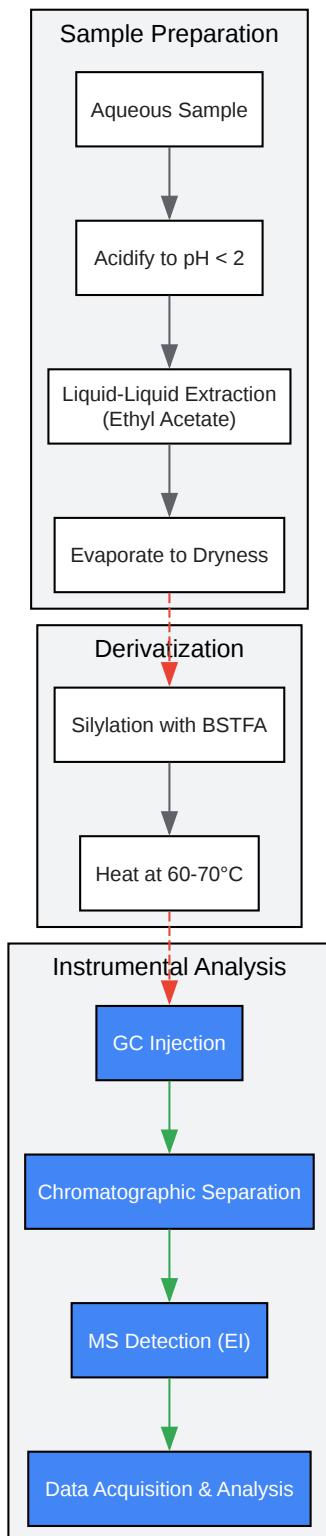 Sample Preparation
Aqueous Sample
Acidify to pH < 2
Liquid-Liquid Extraction
(Ethyl Acetate)
Evaporate to Dryness
Derivatization
Silylation with BSTFA
Heat at 60-70°C
Instrumental Analysis
GC Injection
Chromatographic Separation
MS Detection (EI)
Data Acquisition & Analysis